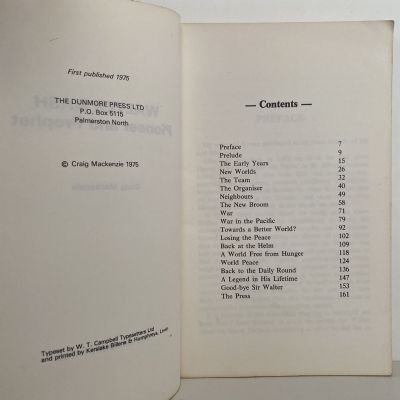 First published 1975
THE DUNMORE PRESS LTD
P.O. Box 5115
Palmerston North
© Craig Mackenzie 1975
Typeset by W. T. Campbell Typesetters Ltd.
and printed by Kerslake Billens & Humphreys, Levin
— Contents —
Preface 7
Prelude 9
The Early Years 15
New Worlds 26
The Team 32
The Organiser 40
Neighbours 49
The New Broom 58
War 71
War in the Pacific 79
Towards a Better World? 92
Losing the Peace 102
Back at the Helm 109
A World Free from Hunger 118
World Peace 124
Back to the Daily Round 136
A Legend in His Lifetime 147
Good-bye Sir Walter 153
The Press 161